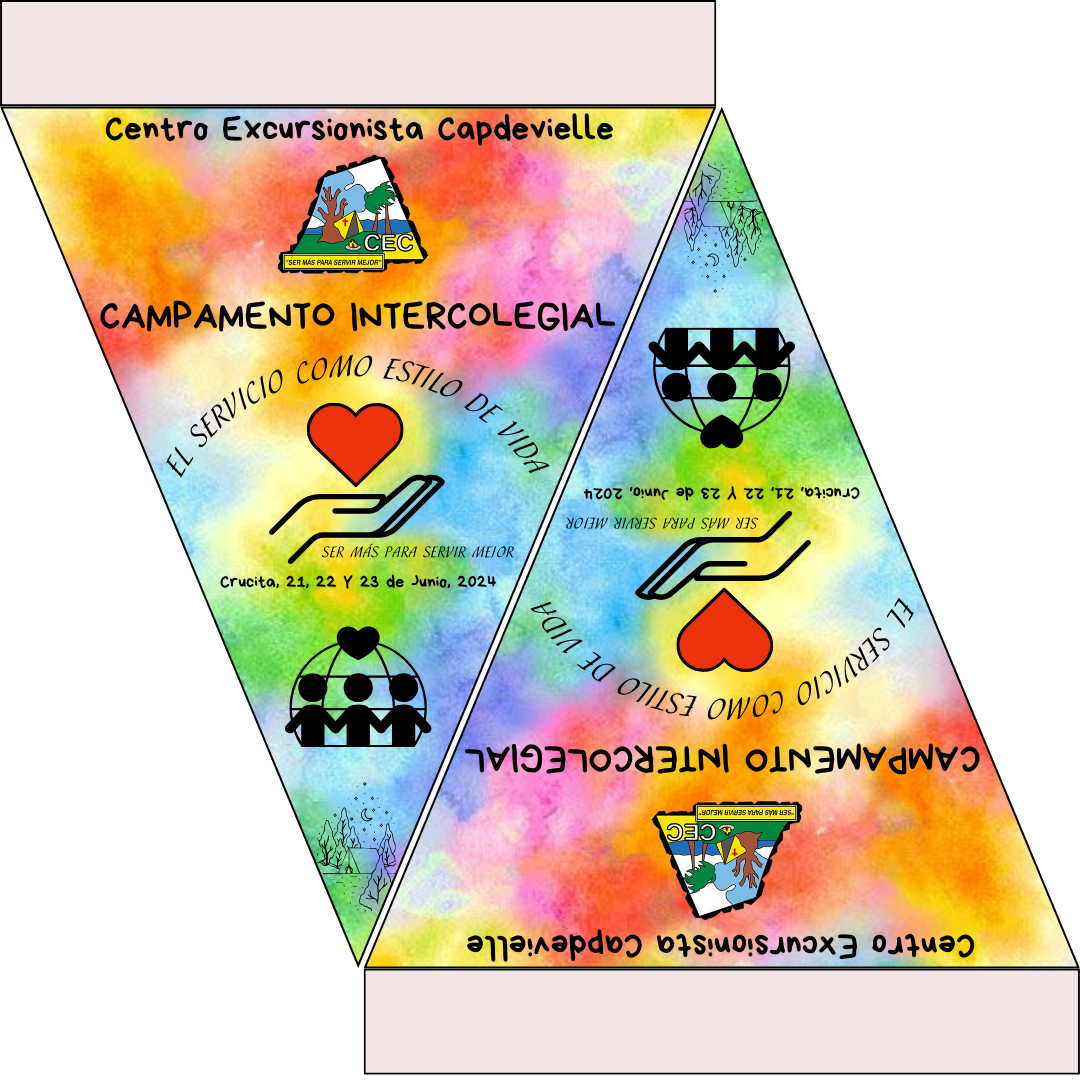 Centro Excursionista Capdevielle
CEC
"SER MÁS PARA SERVIR MEJOR"
CAMPAMENTO INTERCOLEGIAL
EL SERVICIO COMO ESTILO DE VIDA
SER MÁS PARA SERVIR MEJOR
Crucita, 21, 22 Y 23 de Junio, 2024
Centro Excursionista Capdevielle
CEC
"SER MÁS PARA SERVIR MEJOR"
CAMPAMENTO INTERCOLEGIAL
EL SERVICIO COMO ESTILO DE VIDA
SER MÁS PARA SERVIR MEJOR
Crucita, 21, 22 Y 23 de Junio, 2024